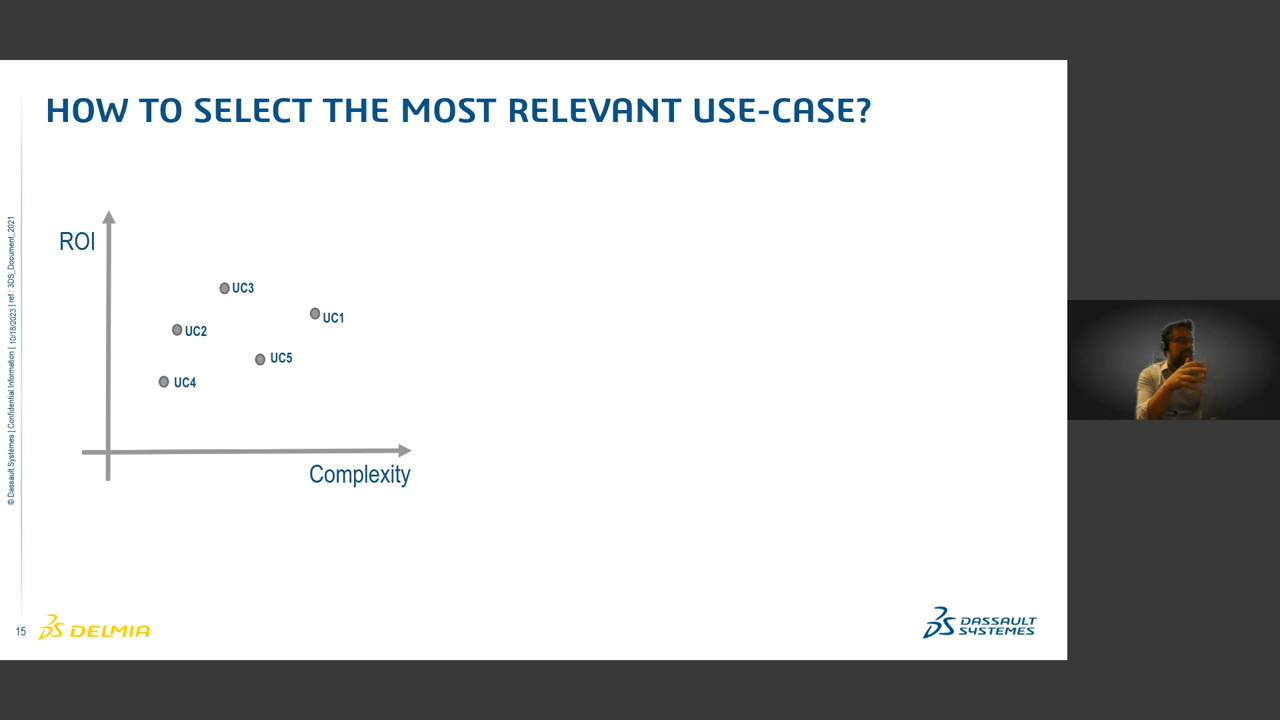 HOW TO SELECT THE MOST RELEVANT USE-CASE?
© Dassault Systèmes | Confidential Information | 10/18/2023 | ref.: 3DS_Document_2021
ROI
UC3
UC1
UC2
UC5
UC4
Complexity
15
3DS DELMIA
3DS DASSAULT
SYSTEMES